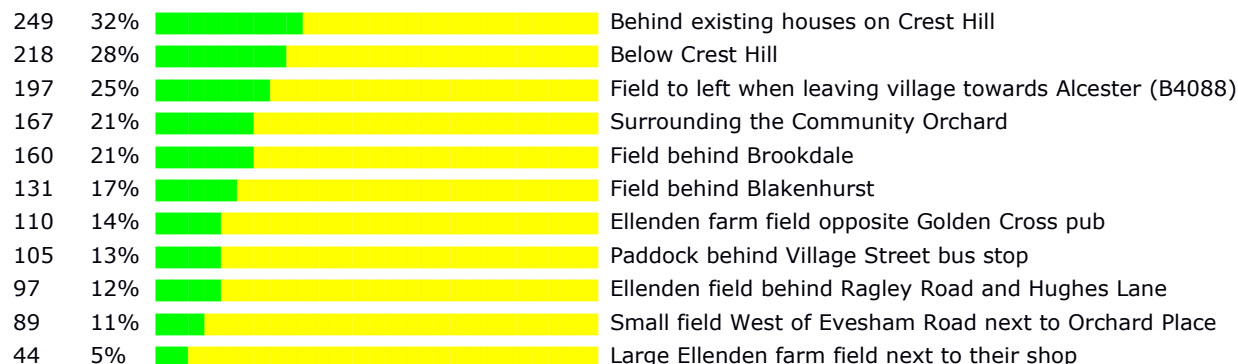 249 32% Behind existing houses on Crest Hill
218 28% Below Crest Hill
197 25% Field to left when leaving village towards Alcester (B4088)
167 21% Surrounding the Community Orchard
160 21% Field behind Brookdale
131 17% Field behind Blakenhurst
110 14% Ellenden farm field opposite Golden Cross pub
105 13% Paddock behind Village Street bus stop
97 12% Ellenden field behind Ragley Road and Hughes Lane
89 11% Small field West of Evesham Road next to Orchard Place
44 5% Large Ellenden farm field next to their shop